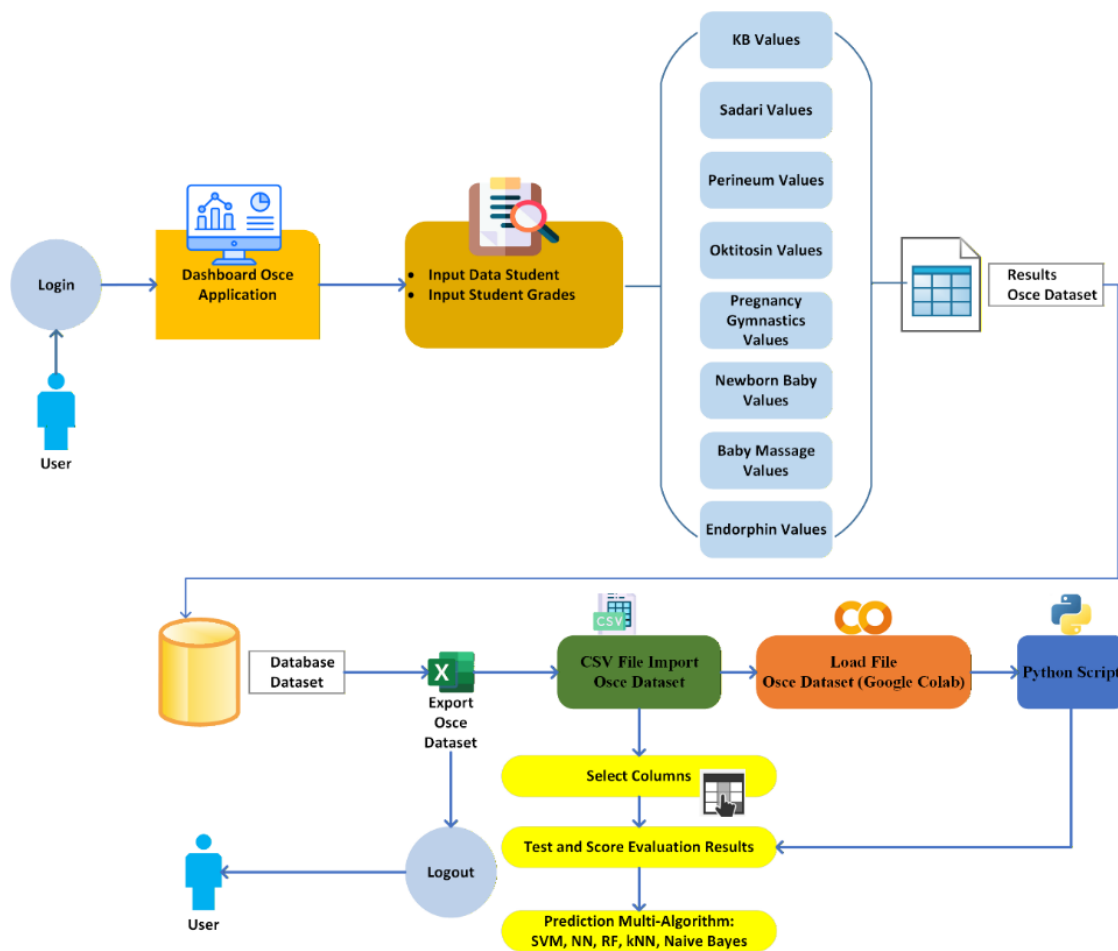 KB Values
Sadari Values
Perineum Values
Oktitosin Values
Pregnancy
Gymnastics
Values
Newborn Baby
Values
Baby Massage
Values
Endorphin Values
Login
User
Dashboard Osce
Application
• Input Data Student
• Input Student Grades
Results
Osce Dataset
Database
Dataset
X
Export
Osce
Dataset
CSV
CSV File Import
Osce Dataset
Load File
Osce Dataset (Google Colab)
Python Script
Select Columns
Test and Score Evaluation Results
Prediction Multi-Algorithm:
SVM, NN, RF, kNN, Naive Bayes
Logout
User